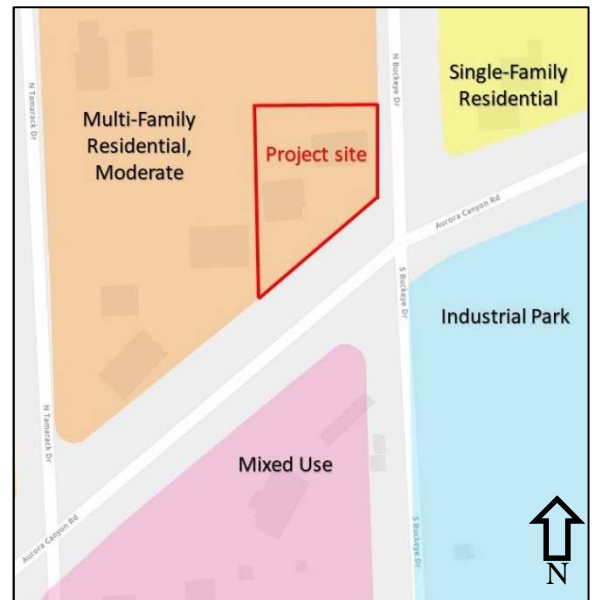 N Tamarack Dr
N Buckeye Dr
Single-Family
Residential
Multi-Family
Residential,
Moderate
Project site
Aurora Canyon Rd
S Buckeye Dr
Industrial Park
N Tamarack Dr
Mixed Use
Aurora Canyon Rd
S Buckeye Dr
N